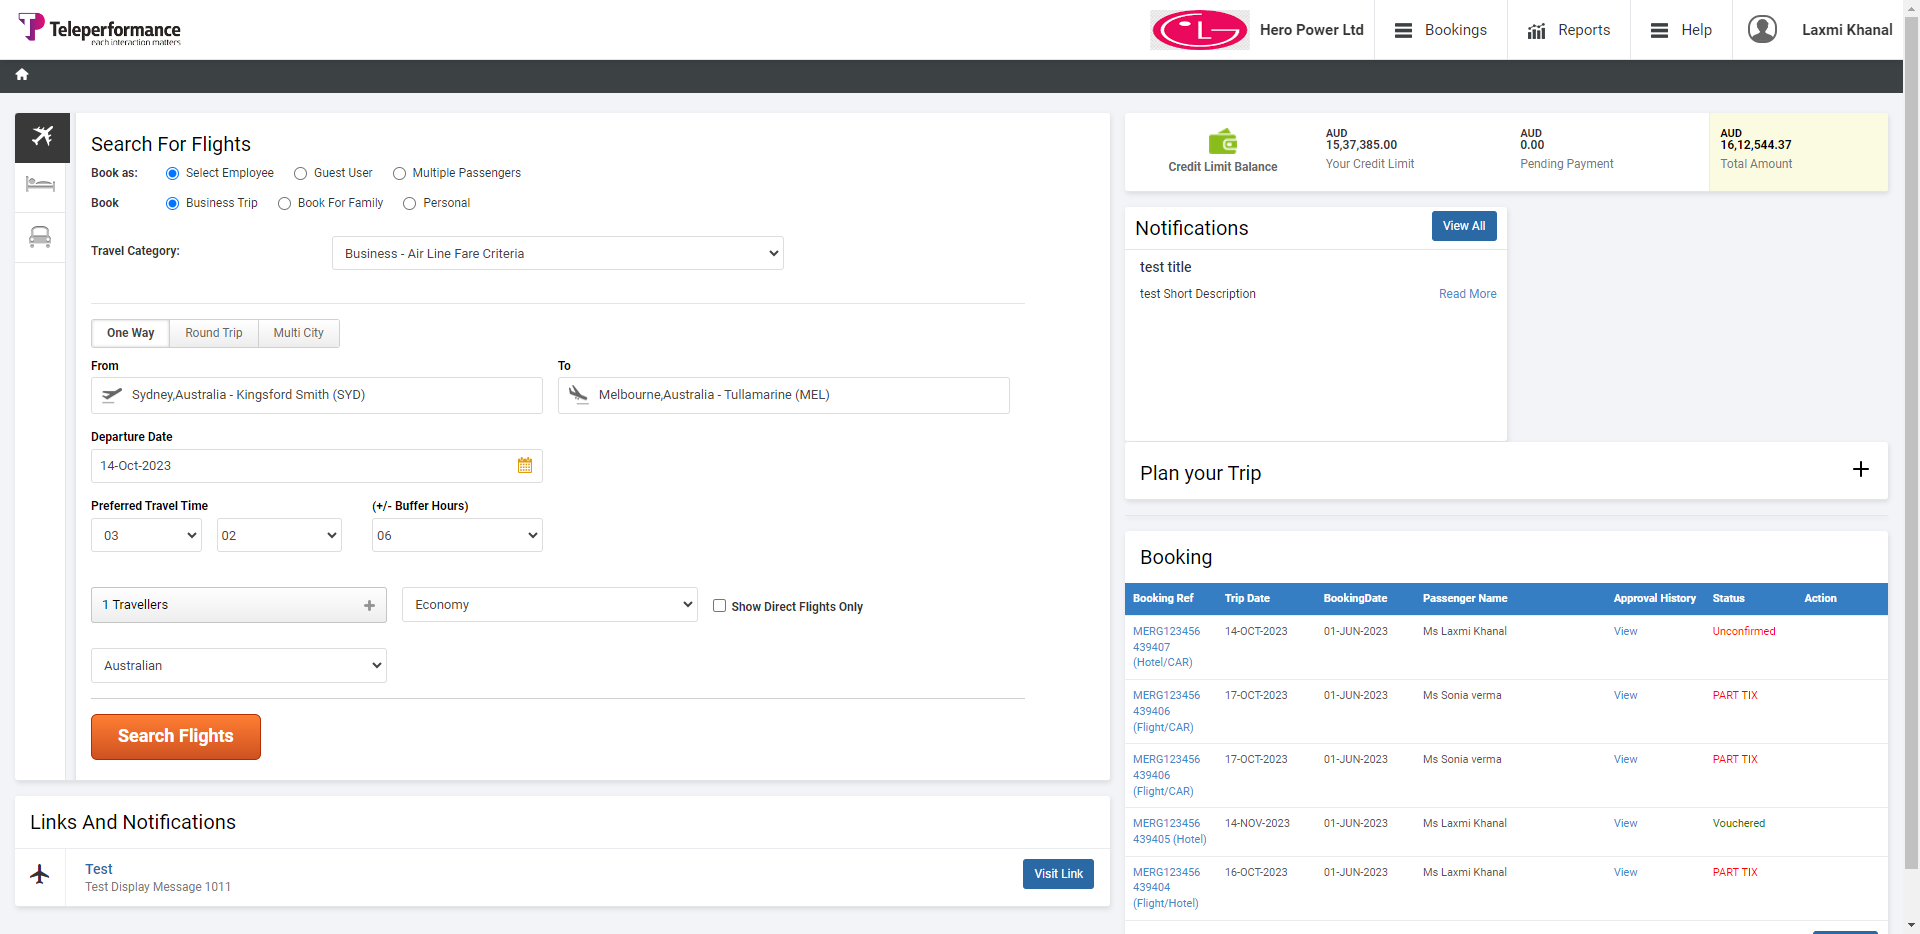 Teleperformance
each interaction matters
Hero Power Ltd
Bookings
Reports
Help
Laxmi Khanal
Search For Flights
Book as: Select Employee Guest User Multiple Passengers
Book Business Trip Book For Family Personal
Travel Category: Business - Air Line Fare Criteria
One Way Round Trip Multi City
From To
Sydney,Australia - Kingsford Smith (SYD) Melbourne,Australia - Tullamarine (MEL)
Departure Date
14-Oct-2023
Preferred Travel Time (+/- Buffer Hours)
03 02 06
1 Travellers Economy Show Direct Flights Only
Australian
Search Flights
Links And Notifications
Test
Test Display Message 1011
Visit Link
Credit Limit Balance
AUD
15,37,385.00
Your Credit Limit
AUD
0.00
Pending Payment
AUD
16,12,544.37
Total Amount
Notifications View All
test title
test Short Description Read More
Plan your Trip
Booking
Booking Ref Trip Date BookingDate Passenger Name Approval History Status Action
MERG123456 14-OCT-2023 01-JUN-2023 Ms Laxmi Khanal View Unconfirmed
439407
(Hotel/CAR)
MERG123456 17-OCT-2023 01-JUN-2023 Ms Sonia verma View PART TIX
439406
(Flight/CAR)
MERG123456 17-OCT-2023 01-JUN-2023 Ms Sonia verma View PART TIX
439406
(Flight/CAR)
MERG123456 14-NOV-2023 01-JUN-2023 Ms Laxmi Khanal View Vouchered
439405 (Hotel)
MERG123456 16-OCT-2023 01-JUN-2023 Ms Laxmi Khanal View PART TIX
439404
(Flight/Hotel)